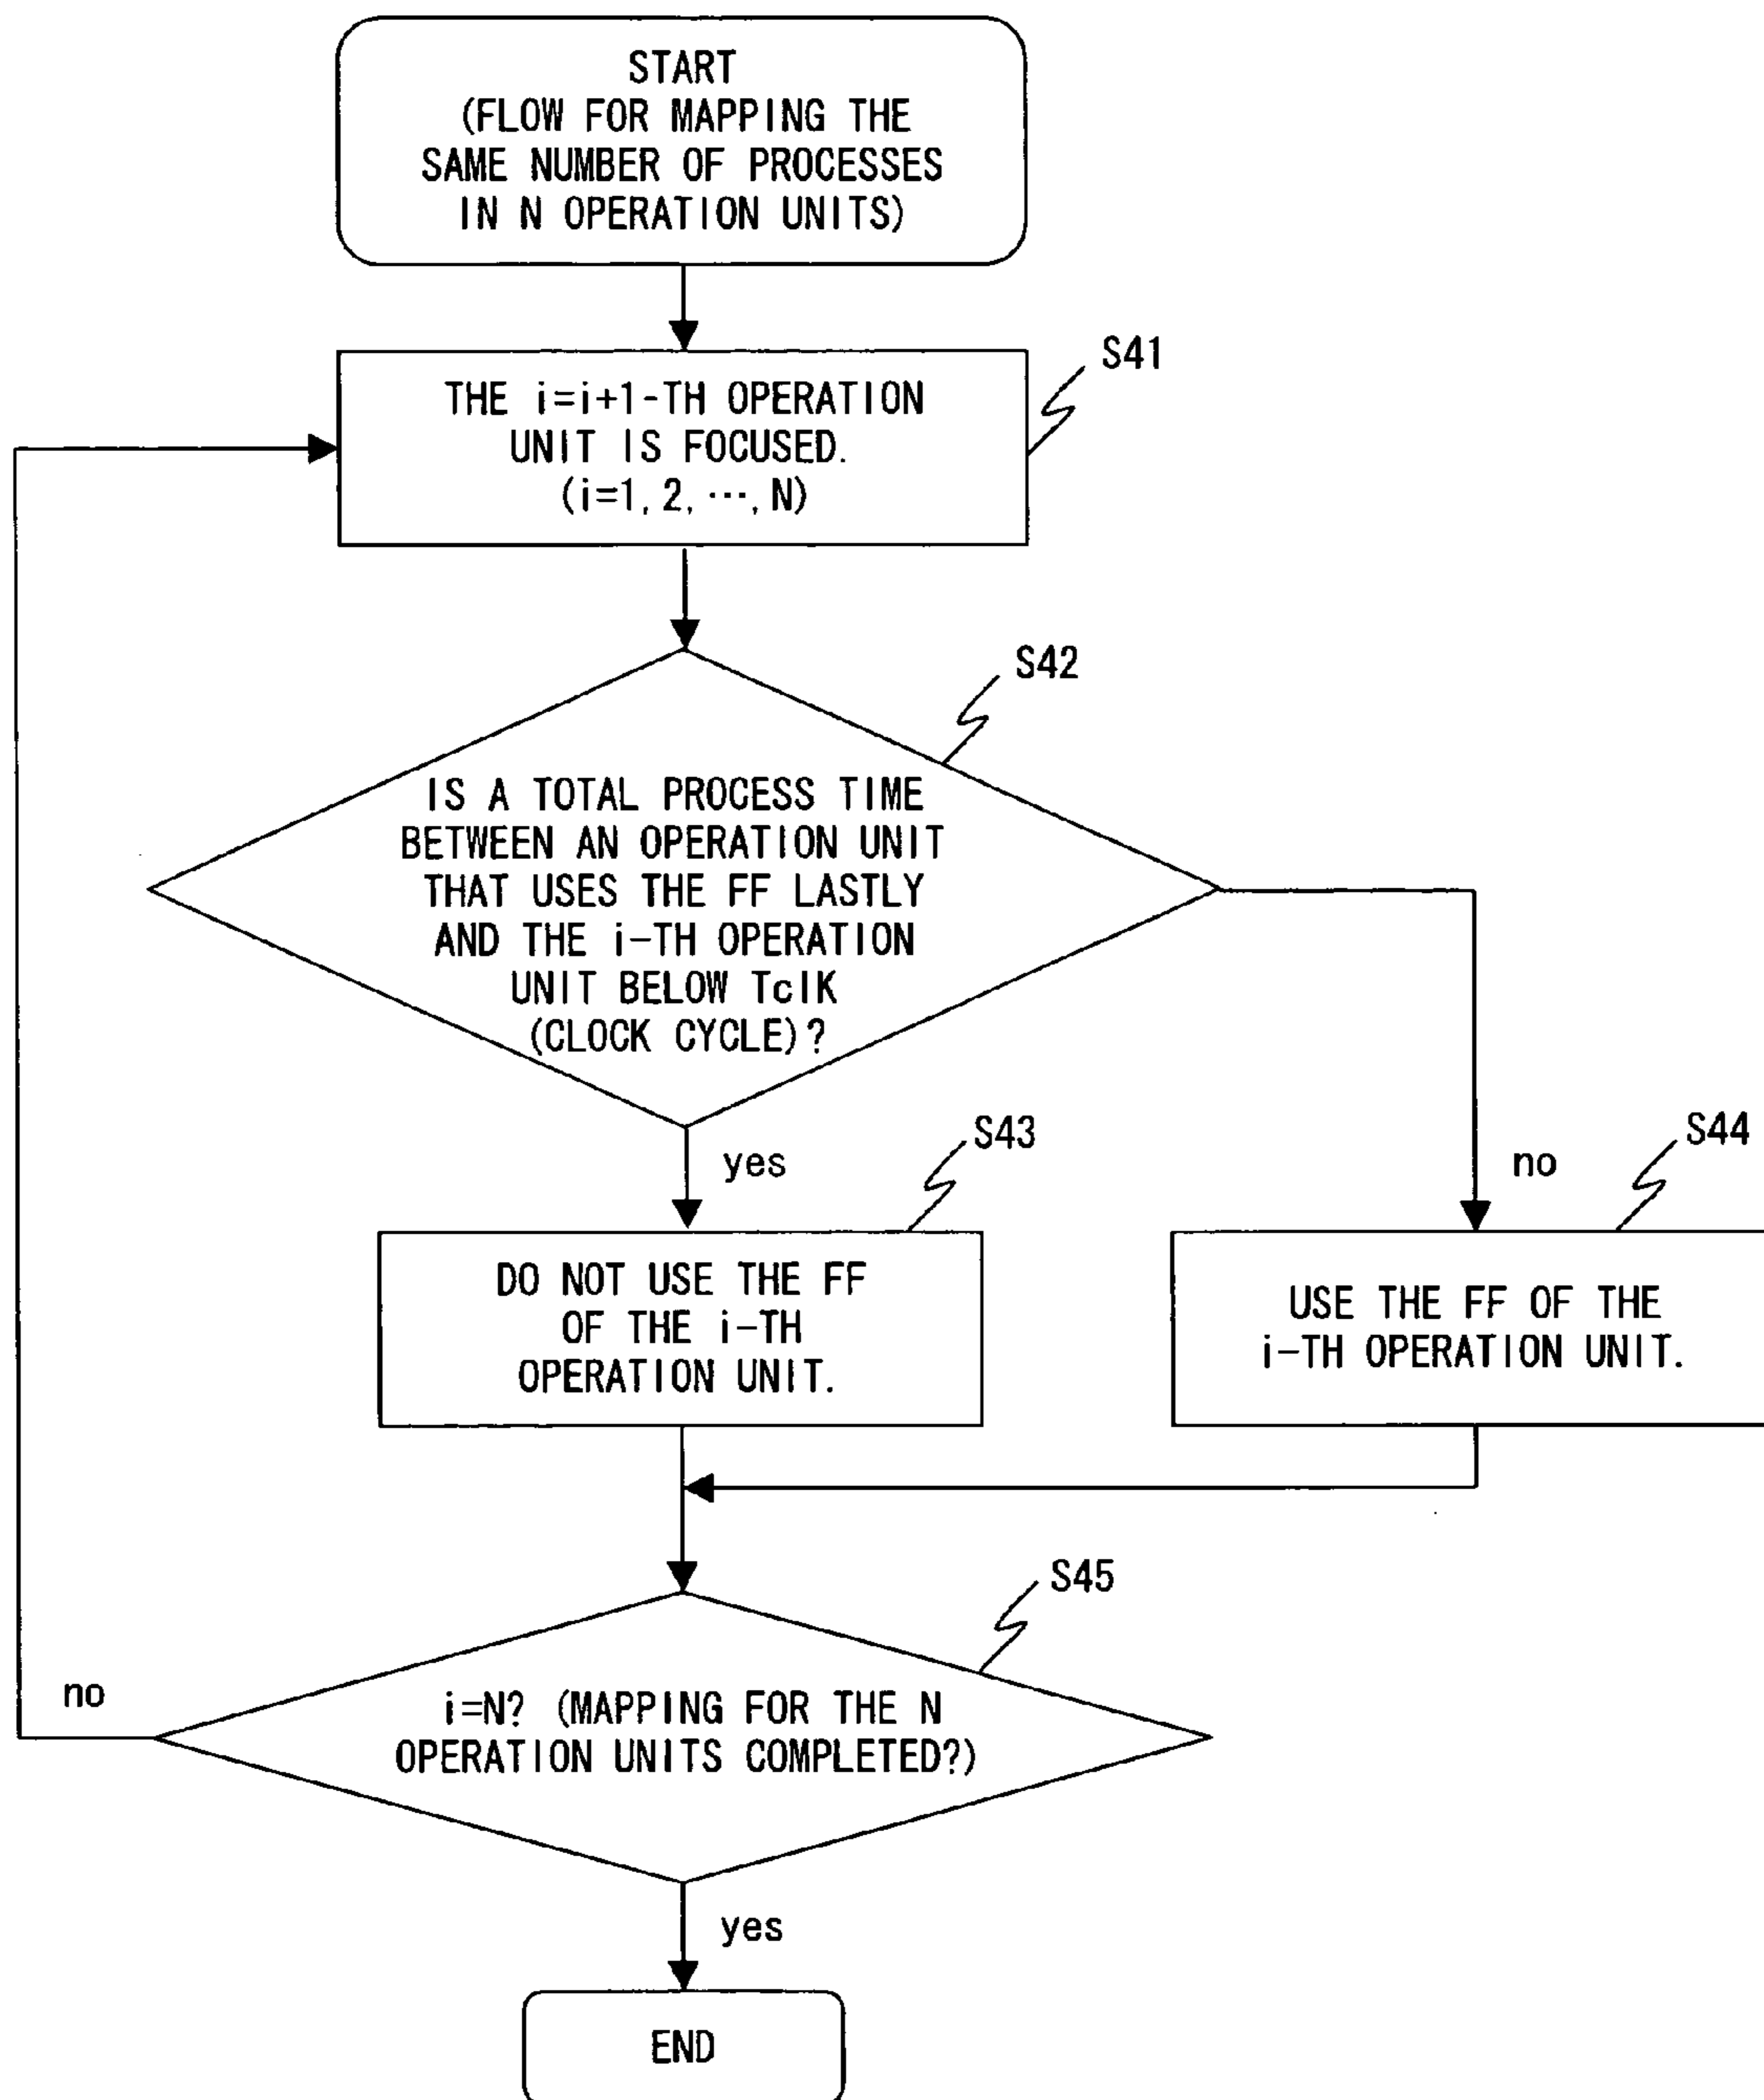 START
(FLOW FOR MAPPING THE
SAME NUMBER OF PROCESSES
IN N OPERATION UNITS)
S41
THE i=i+1-TH OPERATION
UNIT IS FOCUSED.
(i=1, 2, ···, N)
S42
IS A TOTAL PROCESS TIME
BETWEEN AN OPERATION UNIT
THAT USES THE FF LASTLY
AND THE i-TH OPERATION
UNIT BELOW TclK
(CLOCK CYCLE)?
S43
yes
S44
no
DO NOT USE THE FF
OF THE i-TH
OPERATION UNIT.
USE THE FF OF THE
i-TH OPERATION UNIT.
S45
no
i=N? (MAPPING FOR THE N
OPERATION UNITS COMPLETED?)
yes
END